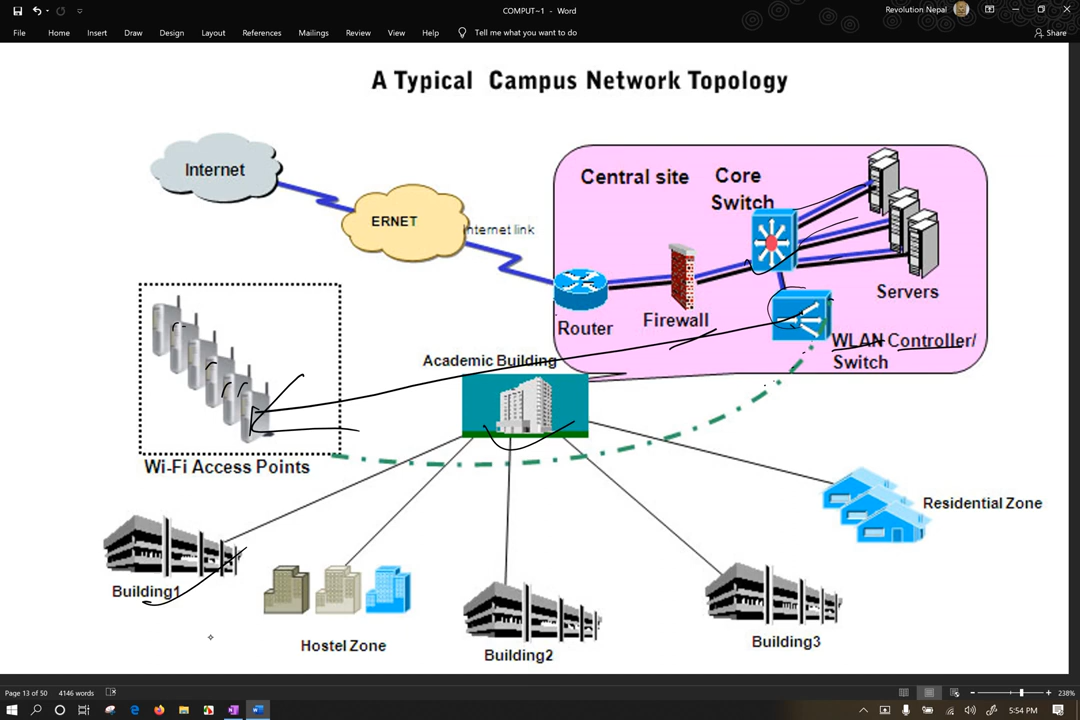 COMPUT~1 - Word
Revolution Nepal
File Home Insert Draw Design Layout References Mailings Review View Help Tell me what you want to do
Share
A Typical Campus Network Topology
Internet
ERNET
Internet link
Central site
Core
Switch
Servers
Router
Firewall
WLAN Controller/
Switch
Academic Building
Wi-Fi Access Points
Residential Zone
Building1
Hostel Zone
Building2
Building3
Page 13 of 50 4146 words
238%
5:54 PM